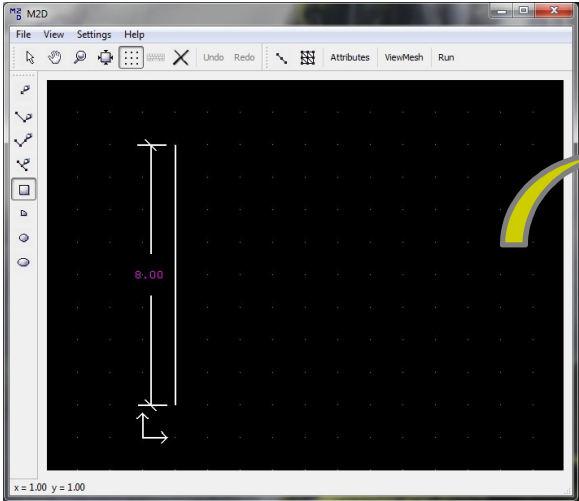 M2D
File View Settings Help
Undo Redo Attributes ViewMesh Run
8.00
x = 1.00 y = 1.00